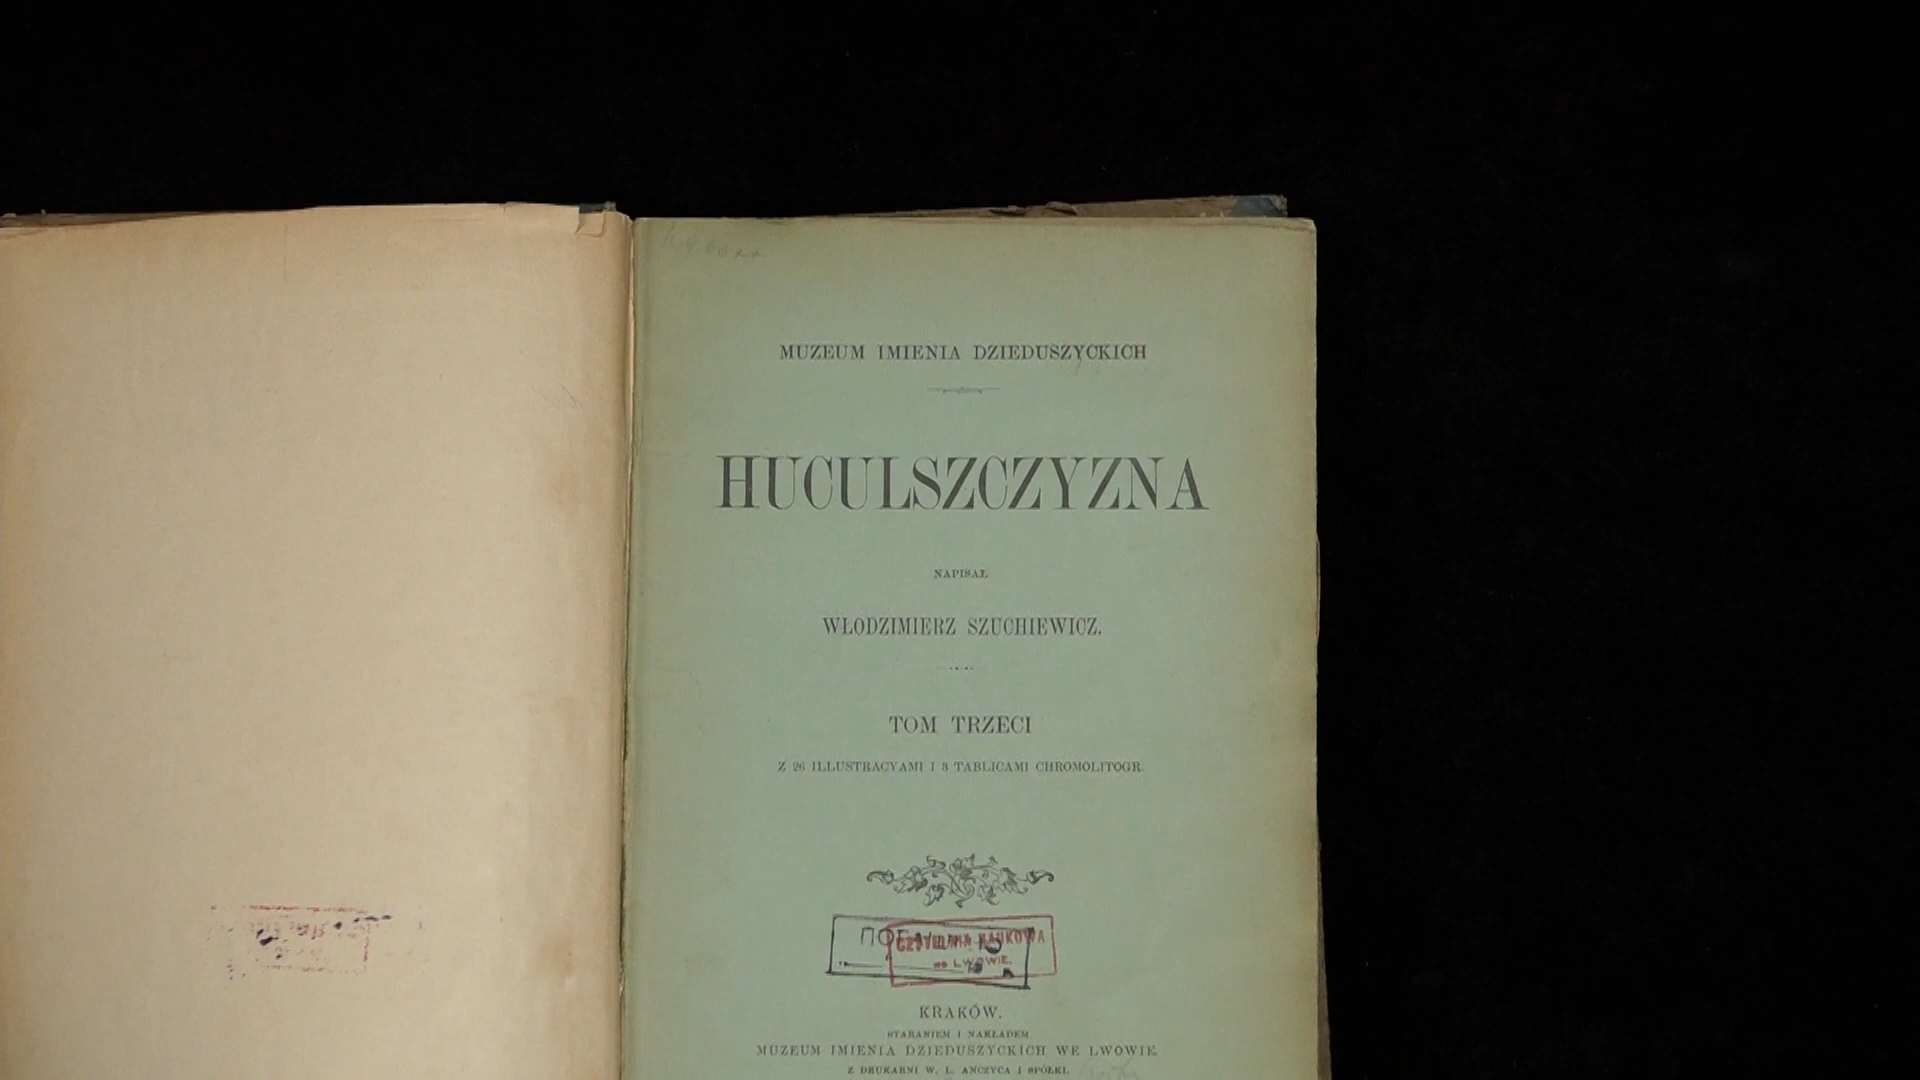 MUZEUM IMIENIA DZIEDUSZYCKICH
HUCULSZCZYZNA
NAPISAŁ
WŁODZIMIERZ SZUCHIEWICZ.
TOM TRZECI
Z 26 ILLUSTRACYAMI I 3 TABLICAMI CHROMOLITOGR.
CZYTELNIA NAUKOWA
we LWOWIE.
KRAKÓW.
STARANIEM I NAKŁADEM
MUZEUM IMIENIA DZIEDUSZYCKICH WE LWOWIE.
Z DRUKARNI W. L. ANCZYCA I SPÓŁKI.